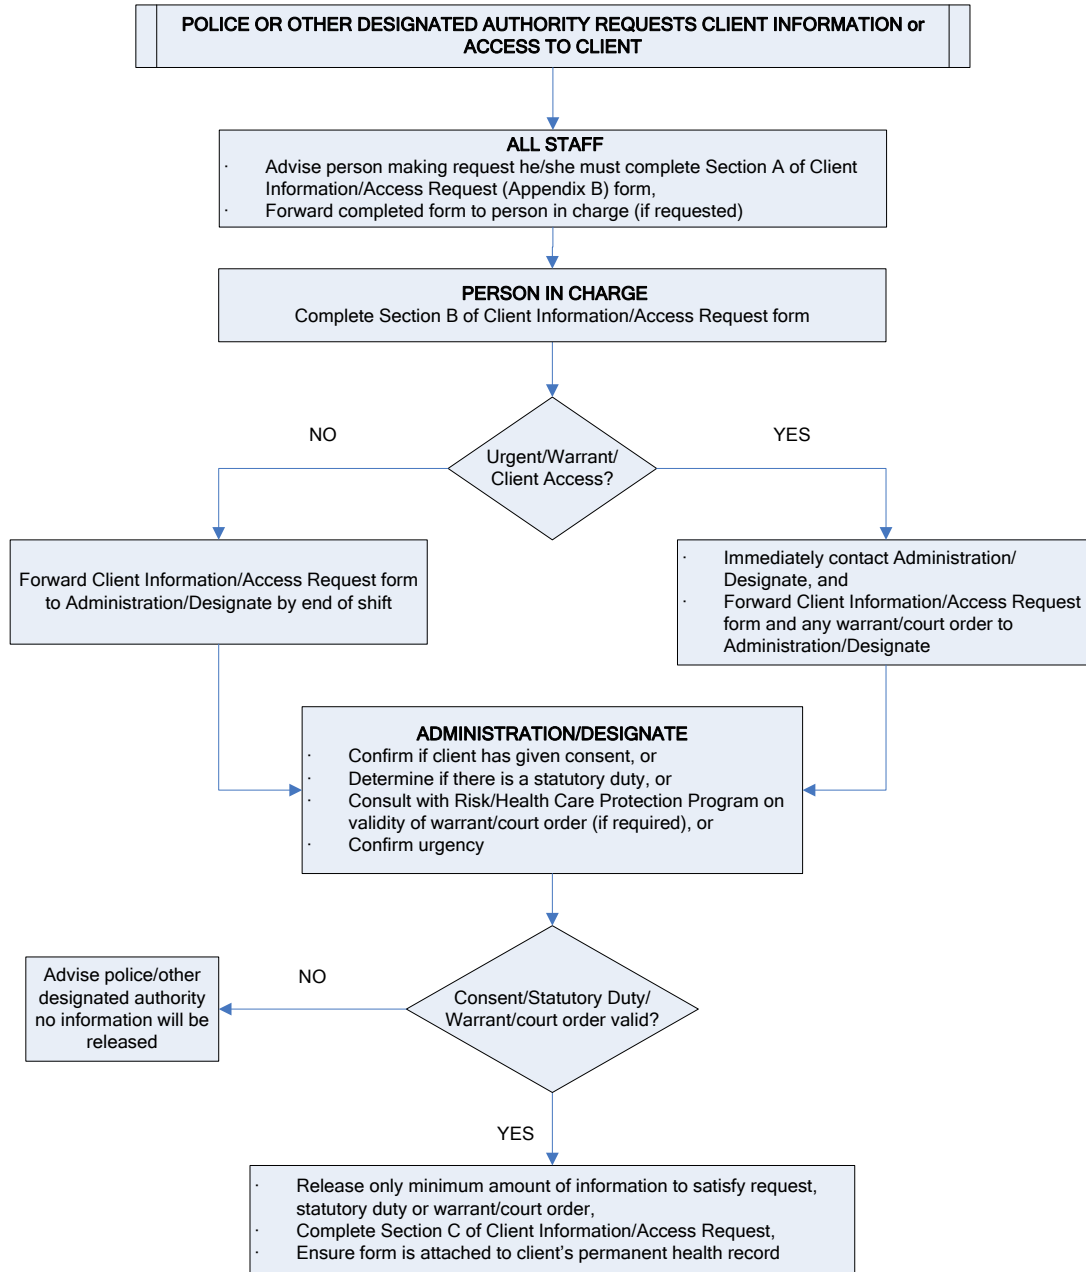 POLICE OR OTHER DESIGNATED AUTHORITY REQUESTS CLIENT INFORMATION or
ACCESS TO CLIENT
ALL STAFF
· Advise person making request he/she must complete Section A of Client
Information/Access Request (Appendix B) form,
· Forward completed form to person in charge (if requested)
PERSON IN CHARGE
Complete Section B of Client Information/Access Request form
NO
YES
Urgent/Warrant/
Client Access?
Forward Client Information/Access Request form
to Administration/Designate by end of shift
· Immediately contact Administration/
Designate, and
· Forward Client Information/Access Request
form and any warrant/court order to
Administration/Designate
ADMINISTRATION/DESIGNATE
· Confirm if client has given consent, or
· Determine if there is a statutory duty, or
· Consult with Risk/Health Care Protection Program on
validity of warrant/court order (if required), or
· Confirm urgency
Advise police/other
designated authority
no information will be
released
NO
Consent/Statutory Duty/
Warrant/court order valid?
YES
· Release only minimum amount of information to satisfy request,
statutory duty or warrant/court order,
· Complete Section C of Client Information/Access Request,
· Ensure form is attached to client's permanent health record